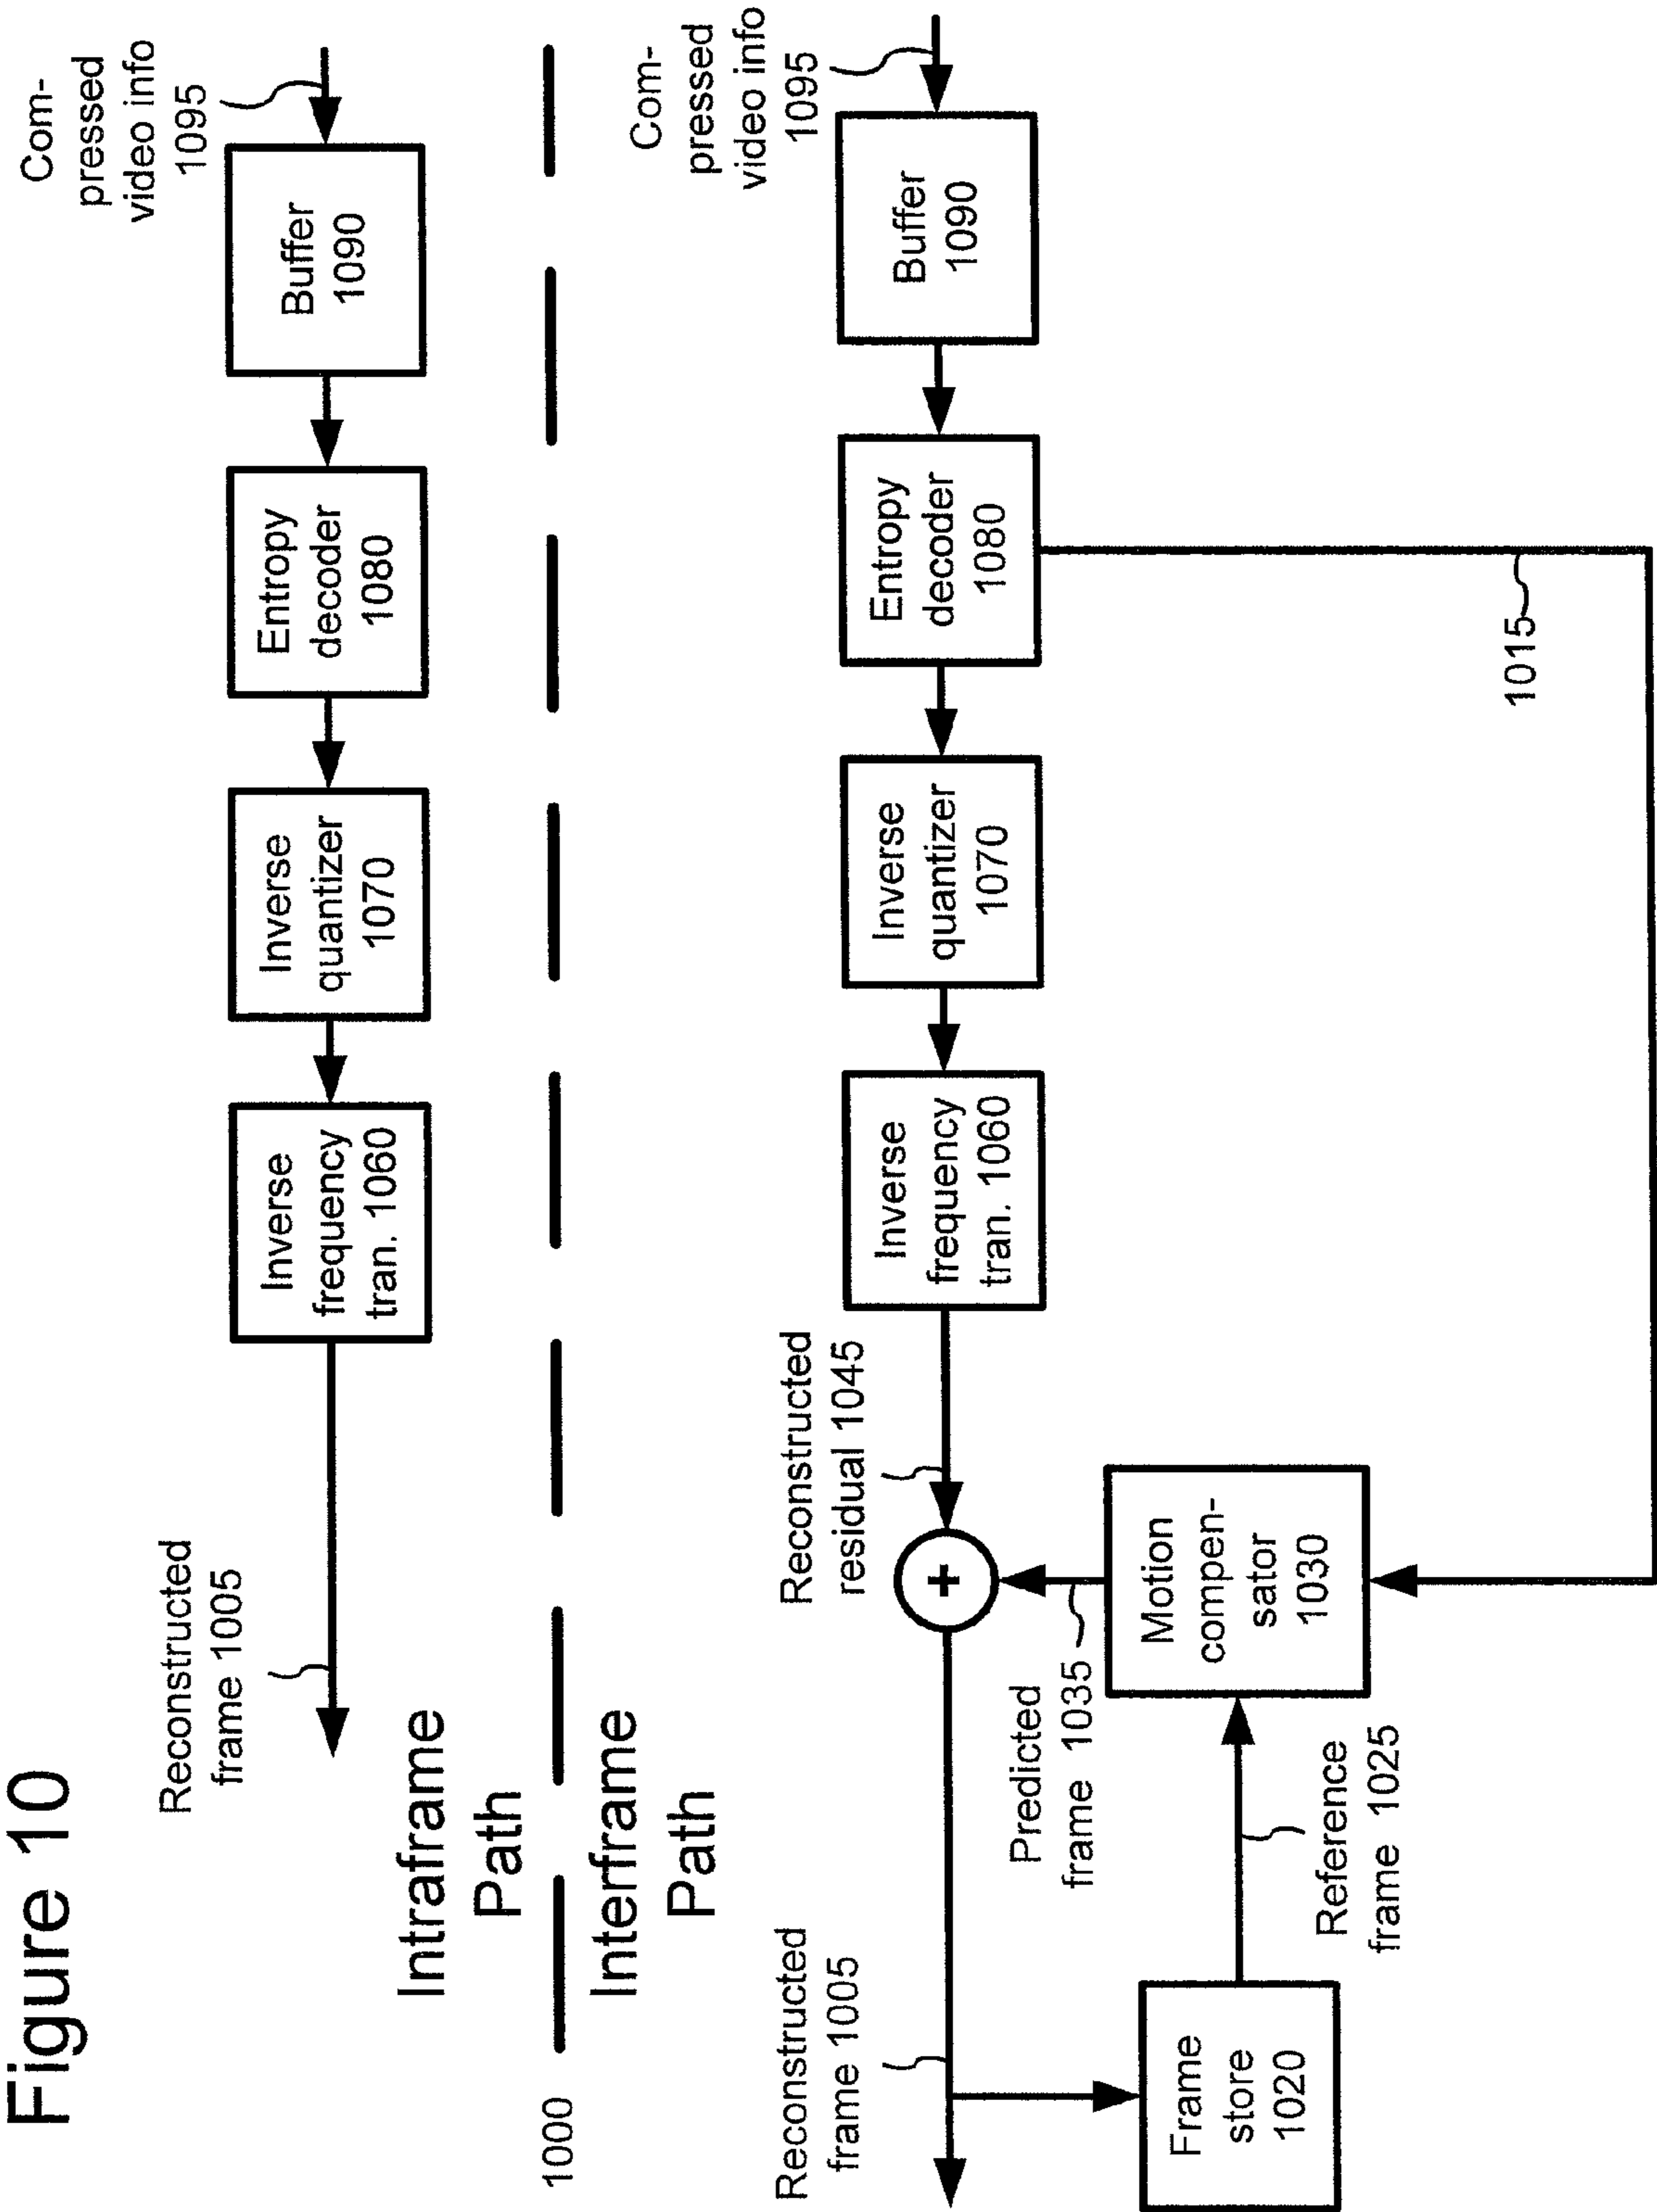 Figure 10
Reconstructed
frame 1005
Inverse
frequency
tran. 1060
Inverse
quantizer
1070
Entropy
decoder
1080
Buffer
1090
Com-
pressed
video info
1095
Intraframe
Path
1000
Interframe
Path
Reconstructed
frame 1005
Reconstructed
residual 1045
Inverse
frequency
tran. 1060
Inverse
quantizer
1070
Entropy
decoder
1080
Buffer
1090
Com-
pressed
video info
1095
Predicted
frame 1035
Motion
compen-
sator
1030
1015
Frame
store
1020
Reference
frame 1025
+